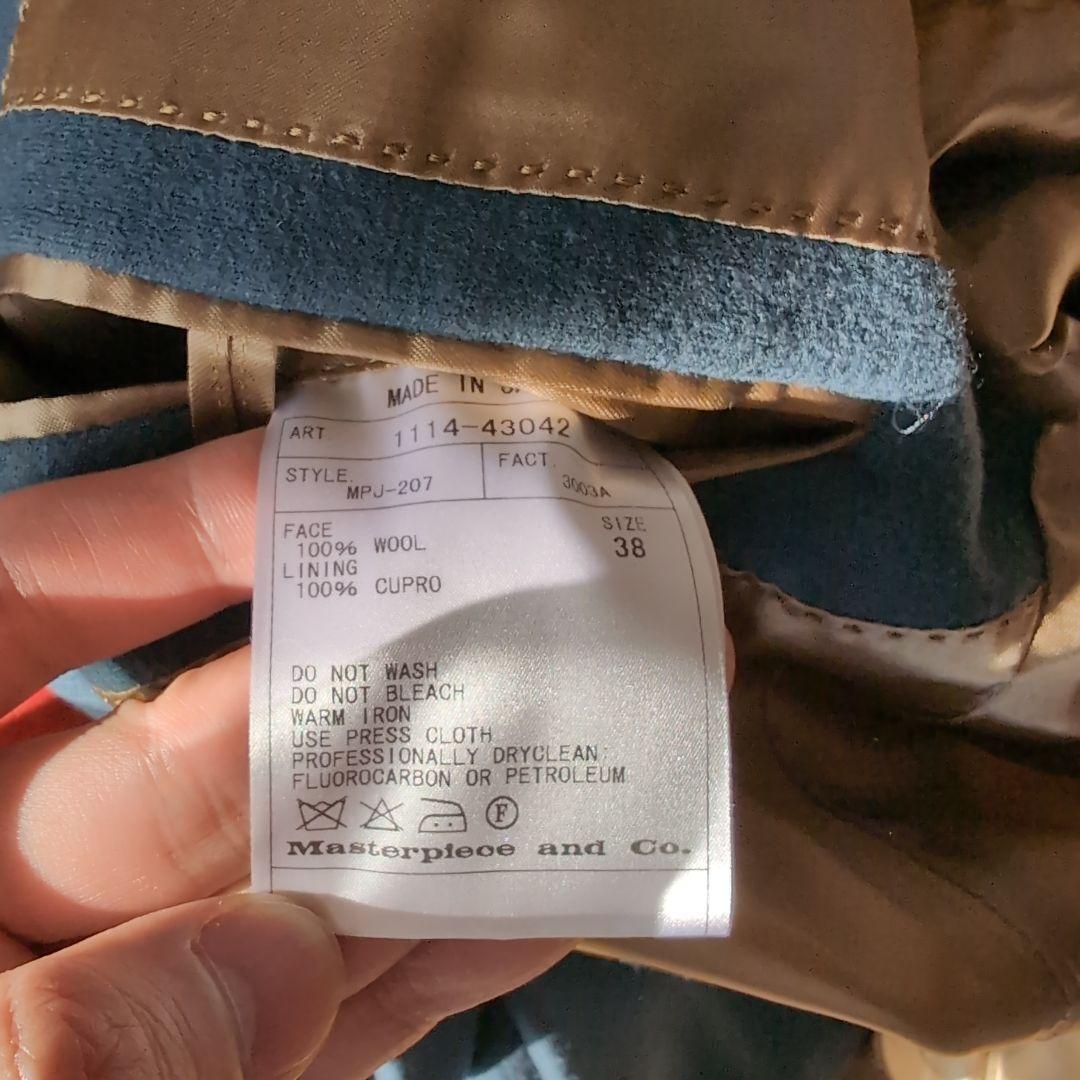 MADE IN
ART 1114-43042
STYLE. MPJ-207 FACT. 3003A
FACE SIZE
100% WOOL 38
LINING
100% CUPRO
DO NOT WASH
DO NOT BLEACH
WARM IRON
USE PRESS CLOTH
PROFESSIONALLY DRYCLEAN:
FLUOROCARBON OR PETROLEUM
F
Masterpiece and Co.